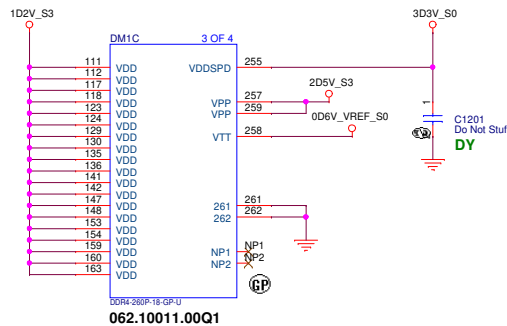 1D2V_S3
3D3V_S0
DM1C 3 OF 4
111 VDD VDDSPD 255
112 VDD
117 VDD 2D5V_S3
118 VDD VPP 257
123 VDD VPP 259
124 VDD 0D6V_VREF_S0
129 VDD VTT 258
130 VDD
135 VDD
136 VDD
141 VDD
142 VDD
147 VDD 261 261
148 VDD 262 262
153 VDD
154 VDD
159 VDD NP1 NP1
160 VDD NP2 NP2
163 VDD
GP
1
C1201
Do Not Stuf
DY
DDR4-260P-18-GP-U
062.10011.00Q1